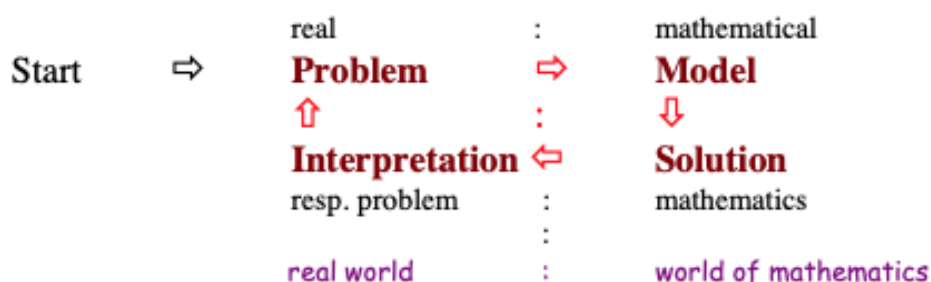 real : mathematical
Start ⇨ Problem ⇨ Model
⇧ : ⇩
Interpretation ⇦ Solution
resp. problem : mathematics
:
real world : world of mathematics